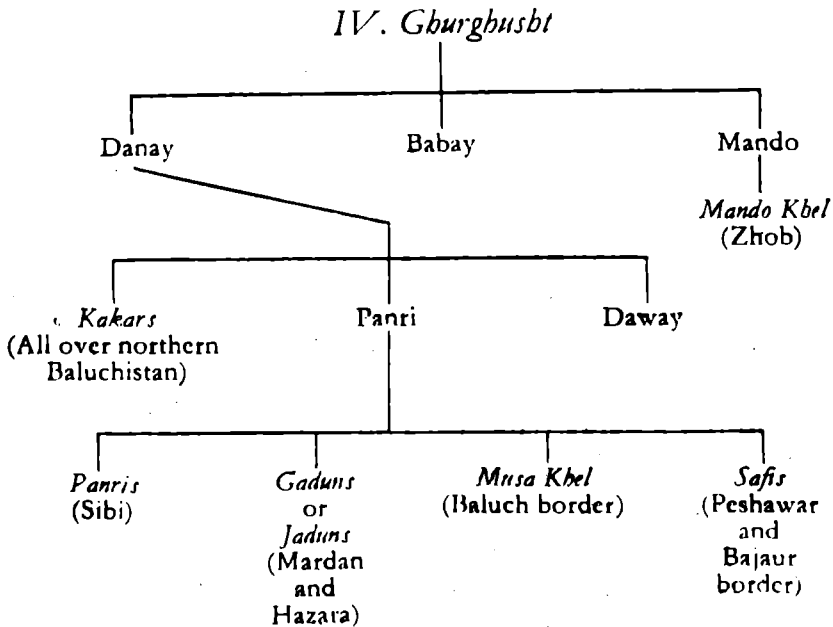 IV. Ghurghusht
Danay
Babay
Mando
Mando Khel
(Zhob)
Kakars
(All over northern
Baluchistan)
Panri
Daway
Panris
(Sibi)
Gaduns
or
Jaduns
(Mardan
and
Hazara)
Musa Khel
(Baluch border)
Safis
(Peshawar
and
Bajaur
border)